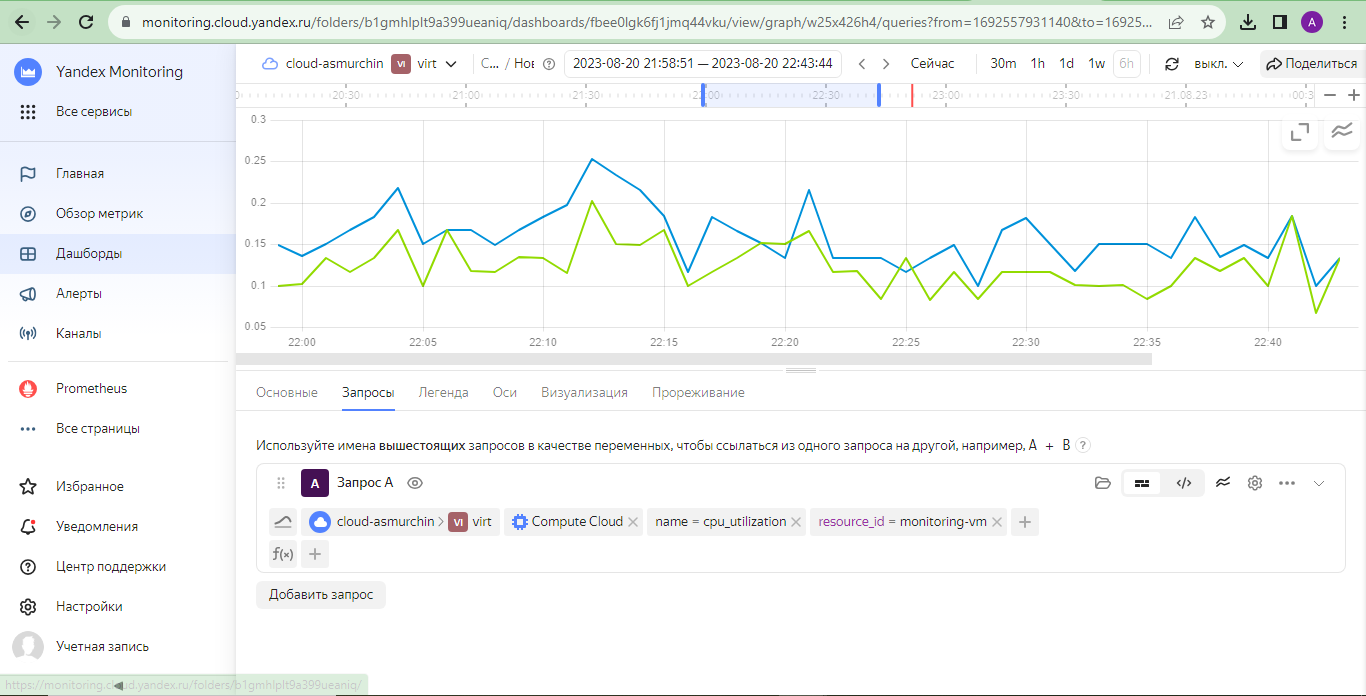 monitoring.cloud.yandex.ru/folders/b1gmhlplt9a399ueaniq/dashboards/fbee0lgk6fj1jmq44vku/view/graph/w25x426h4/queries?from=1692557931140&to=16925...
A
Yandex Monitoring
Все сервисы
Главная
Обзор метрик
Дашборды
Алерты
Каналы
Prometheus
Все страницы
Избранное
Уведомления
Центр поддержки
Настройки
Учетная запись
https://monitoring.cloud.yandex.ru/folders/b1gmhlplt9a399ueaniq/
cloud-asmurchin VI virt С... / Нов 2023-08-20 21:58:51 — 2023-08-20 22:43:44 Сейчас 30m 1h 1d 1w 6h выкл. Поделиться
20:30 21:00 21:30 22:00 22:30 23:00 23:30 21.08.23 00:3
0.3
0.25
0.2
0.15
0.1
0.05
22:00 22:05 22:10 22:15 22:20 22:25 22:30 22:35 22:40
Основные Запросы Легенда Оси Визуализация Прореживание
Используйте имена вышестоящих запросов в качестве переменных, чтобы ссылаться из одного запроса на другой, например, A + B ?
A Запрос A
cloud-asmurchin > VI virt Compute Cloud name = cpu_utilization resource_id = monitoring-vm
f(x)
Добавить запрос